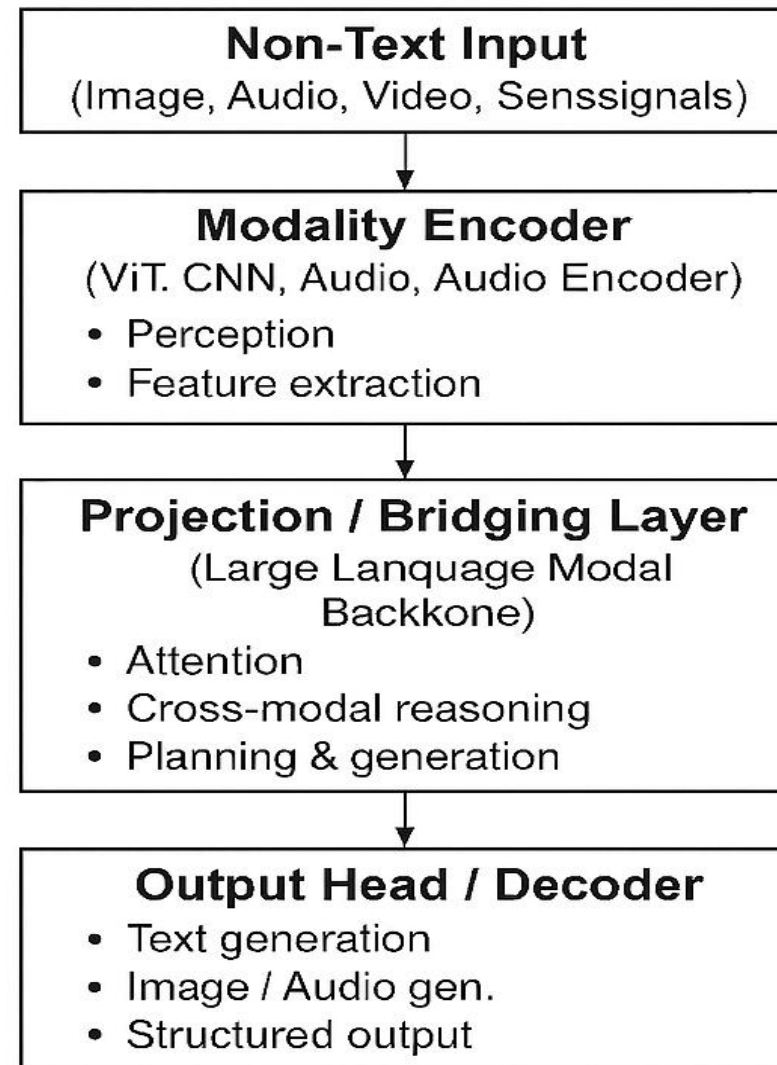 Non-Text Input
(Image, Audio, Video, Senssignals)
Modality Encoder
(ViT. CNN, Audio, Audio Encoder)
• Perception
• Feature extraction
Projection / Bridging Layer
(Large Lanquage Modal
Backkone)
• Attention
• Cross-modal reasoning
• Planning & generation
Output Head / Decoder
• Text generation
• Image / Audio gen.
• Structured output